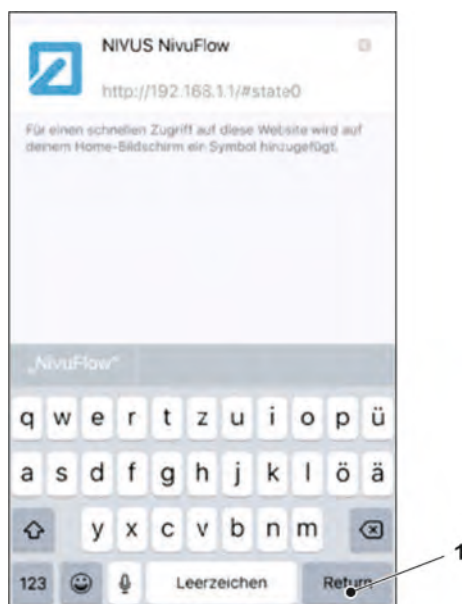 NIVUS NivuFlow
http://192.168.1.1/#state0
Für einen schnellen Zugriff auf diese Website wird auf
deinem Home-Bildschirm ein Symbol hinzugefügt.
„NivuFlow“
q w e r t z u i o p ü
a s d f g h j k l ö ä
y x c v b n m
123 Leerzeichen Return
1